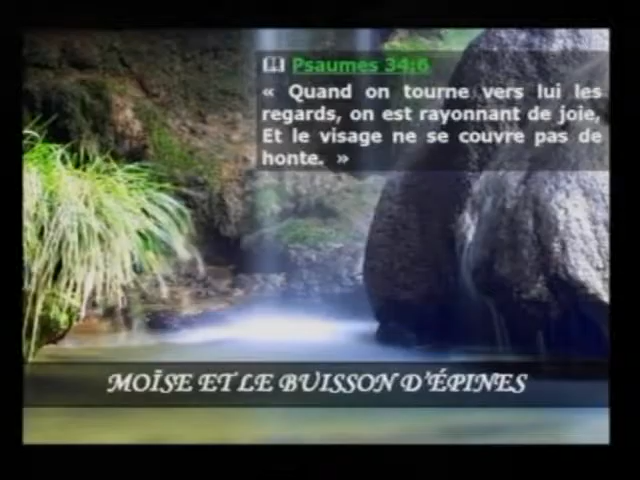 Psaumes 34:6
« Quand on tourne vers lui les
regards, on est rayonnant de joie,
Et le visage ne se couvre pas de
honte. »
MOÏSE ET LE BUISSON D'ÉPINES